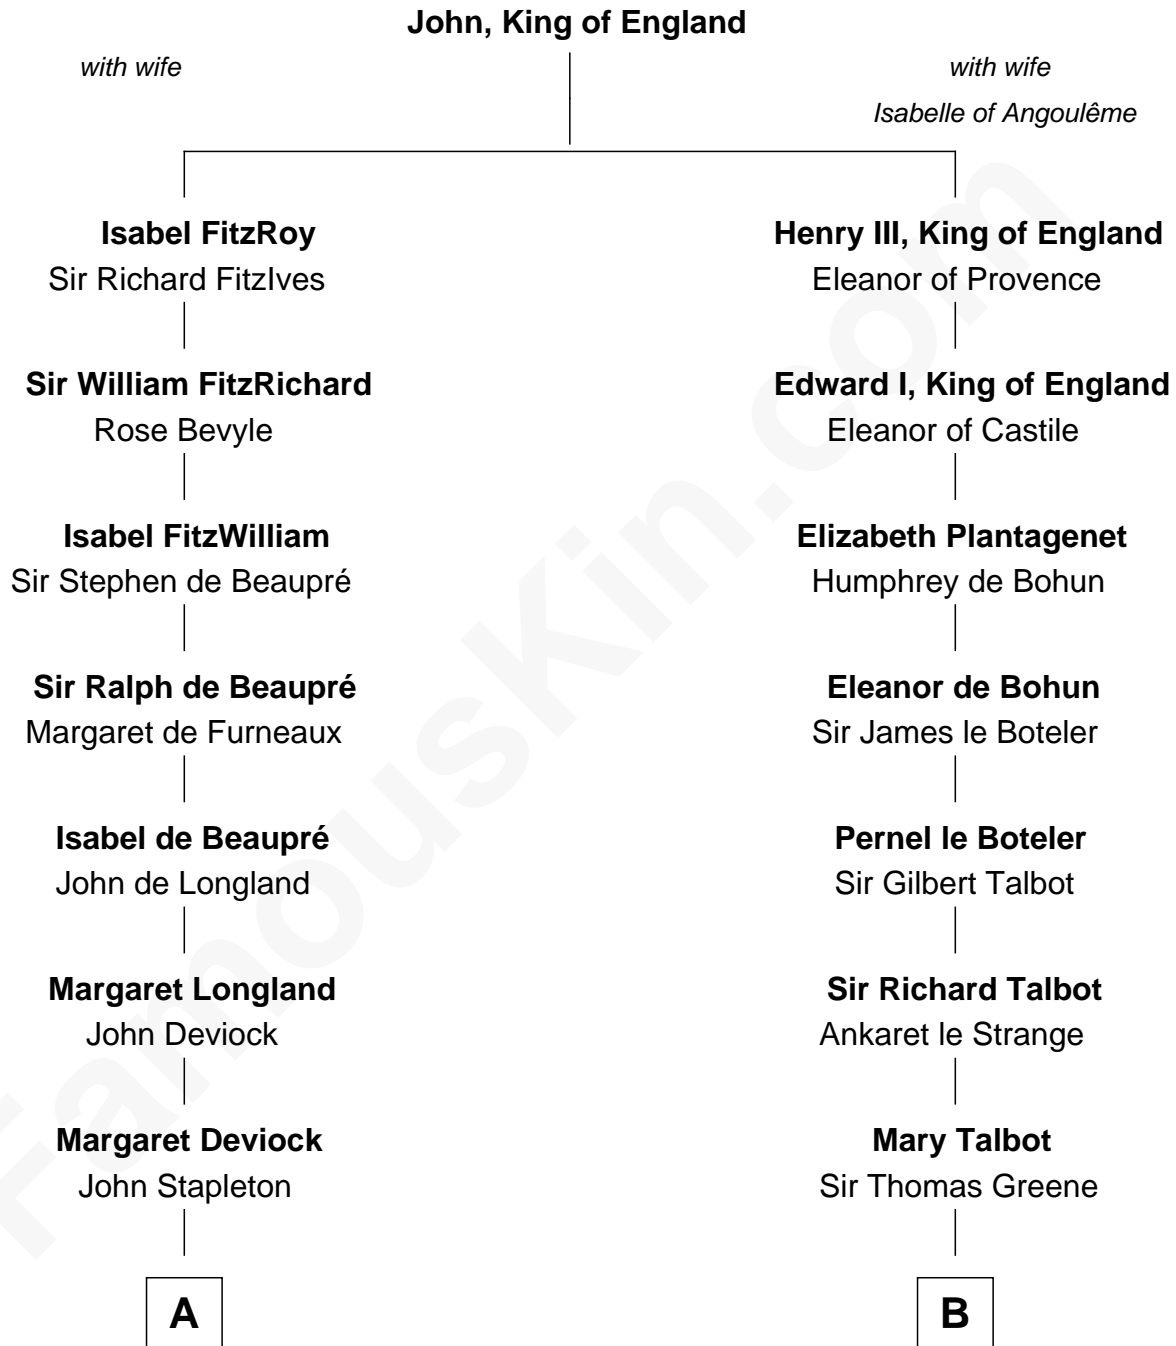 John, King of England
with wife
with wife
Isabelle of Angoulême
Isabel FitzRoy
Sir Richard FitzIves
Henry III, King of England
Eleanor of Provence
Sir William FitzRichard
Rose Bevyle
Edward I, King of England
Eleanor of Castile
Isabel FitzWilliam
Sir Stephen de Beaupré
Elizabeth Plantagenet
Humphrey de Bohun
Sir Ralph de Beaupré
Margaret de Furneaux
Eleanor de Bohun
Sir James le Boteler
Isabel de Beaupré
John de Longland
Pernel le Boteler
Sir Gilbert Talbot
Margaret Longland
John Deviock
Sir Richard Talbot
Ankaret le Strange
Margaret Deviock
John Stapleton
Mary Talbot
Sir Thomas Greene
A
B
FamousKin.com